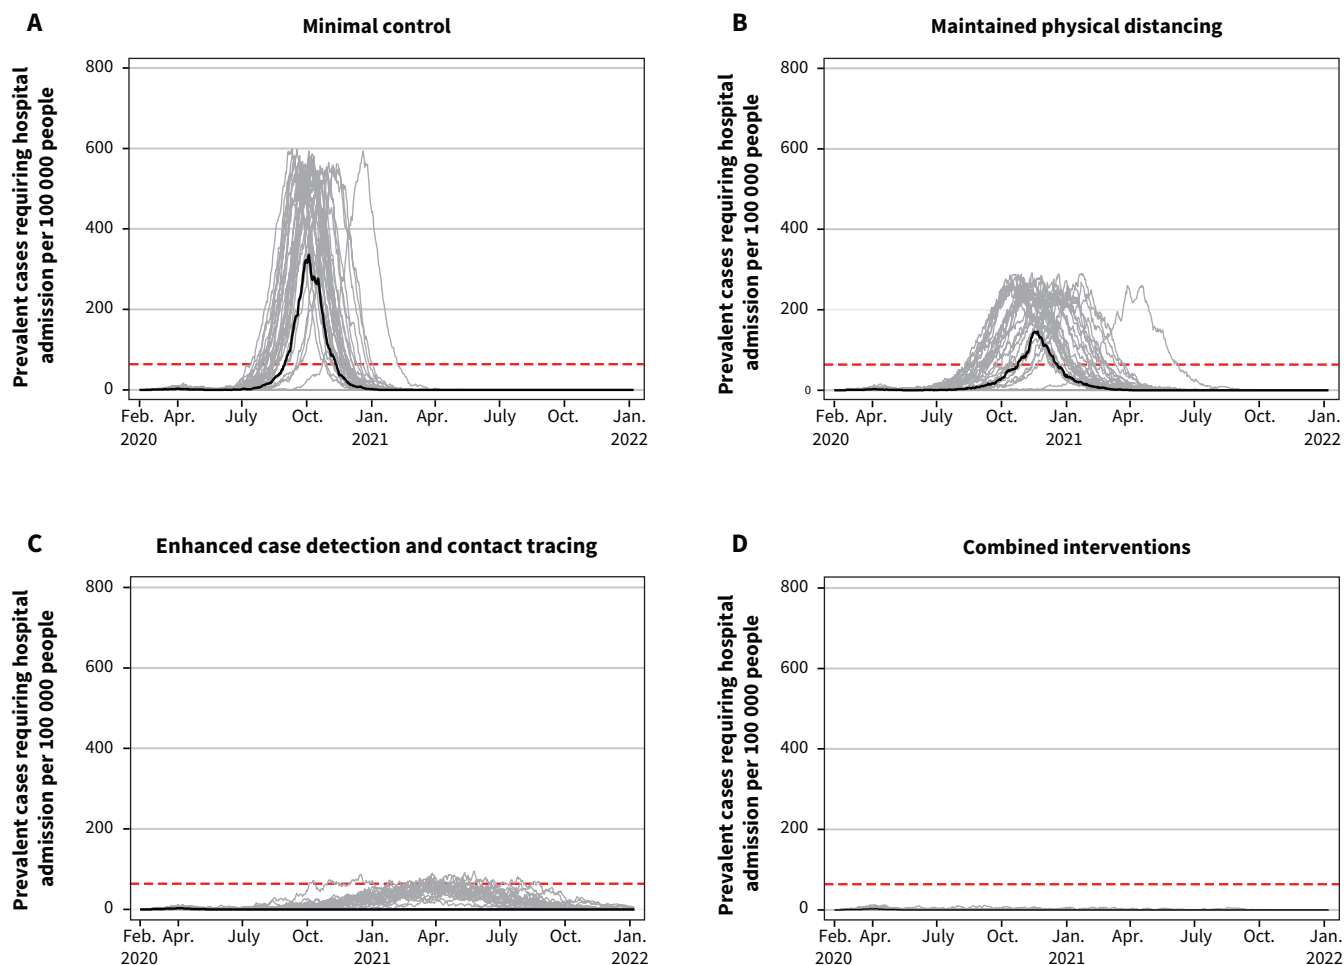 A
Minimal control
Prevalent cases requiring hospital
admission per 100 000 people
800
600
400
200
0
Feb. Apr. July Oct. Jan. Apr. July Oct. Jan.
2020 2021 2022
B
Maintained physical distancing
Prevalent cases requiring hospital
admission per 100 000 people
800
600
400
200
0
Feb. Apr. July Oct. Jan. Apr. July Oct. Jan.
2020 2021 2022
C
Enhanced case detection and contact tracing
Prevalent cases requiring hospital
admission per 100 000 people
800
600
400
200
0
Feb. Apr. July Oct. Jan. Apr. July Oct. Jan.
2020 2021 2022
D
Combined interventions
Prevalent cases requiring hospital
admission per 100 000 people
800
600
400
200
0
Feb. Apr. July Oct. Jan. Apr. July Oct. Jan.
2020 2021 2022